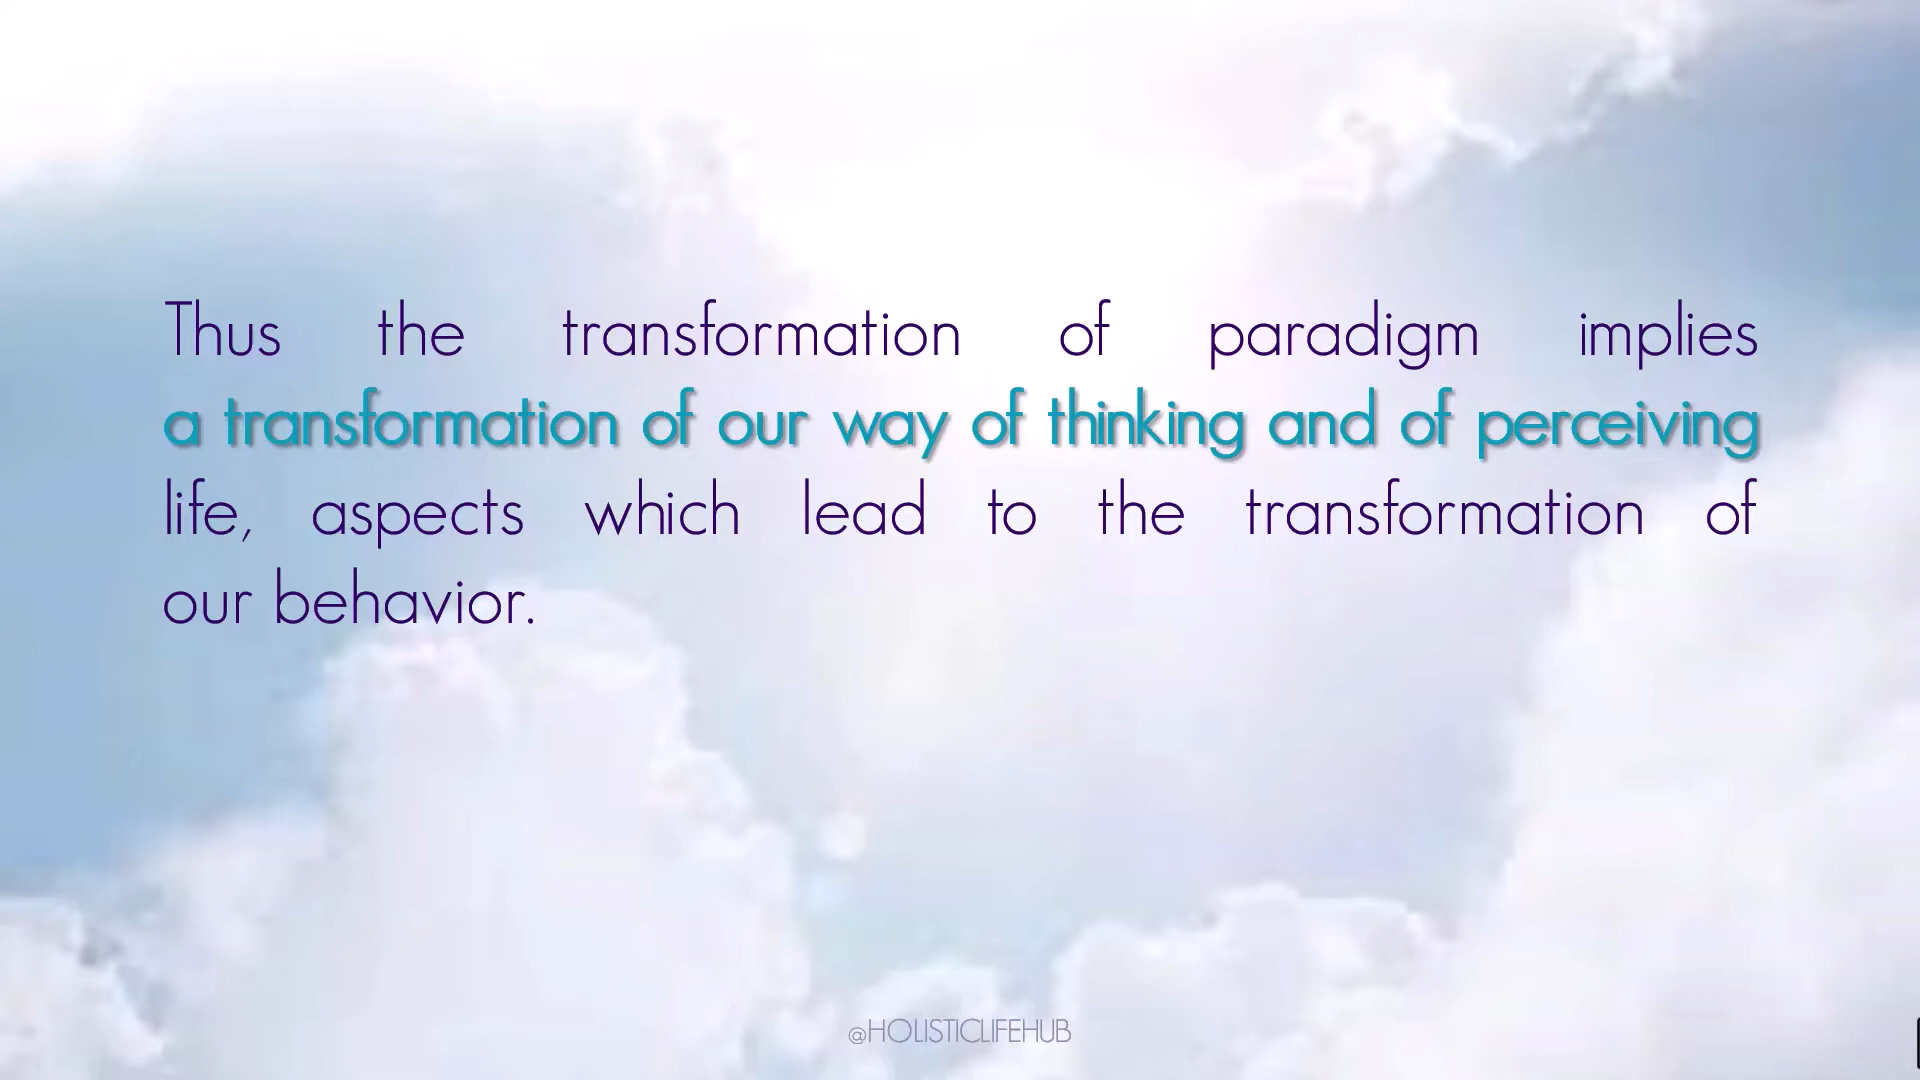 Thus the transformation of paradigm implies
a transformation of our way of thinking and of perceiving
life, aspects which lead to the transformation of
our behavior.
@HOLISTICLIFEHUB